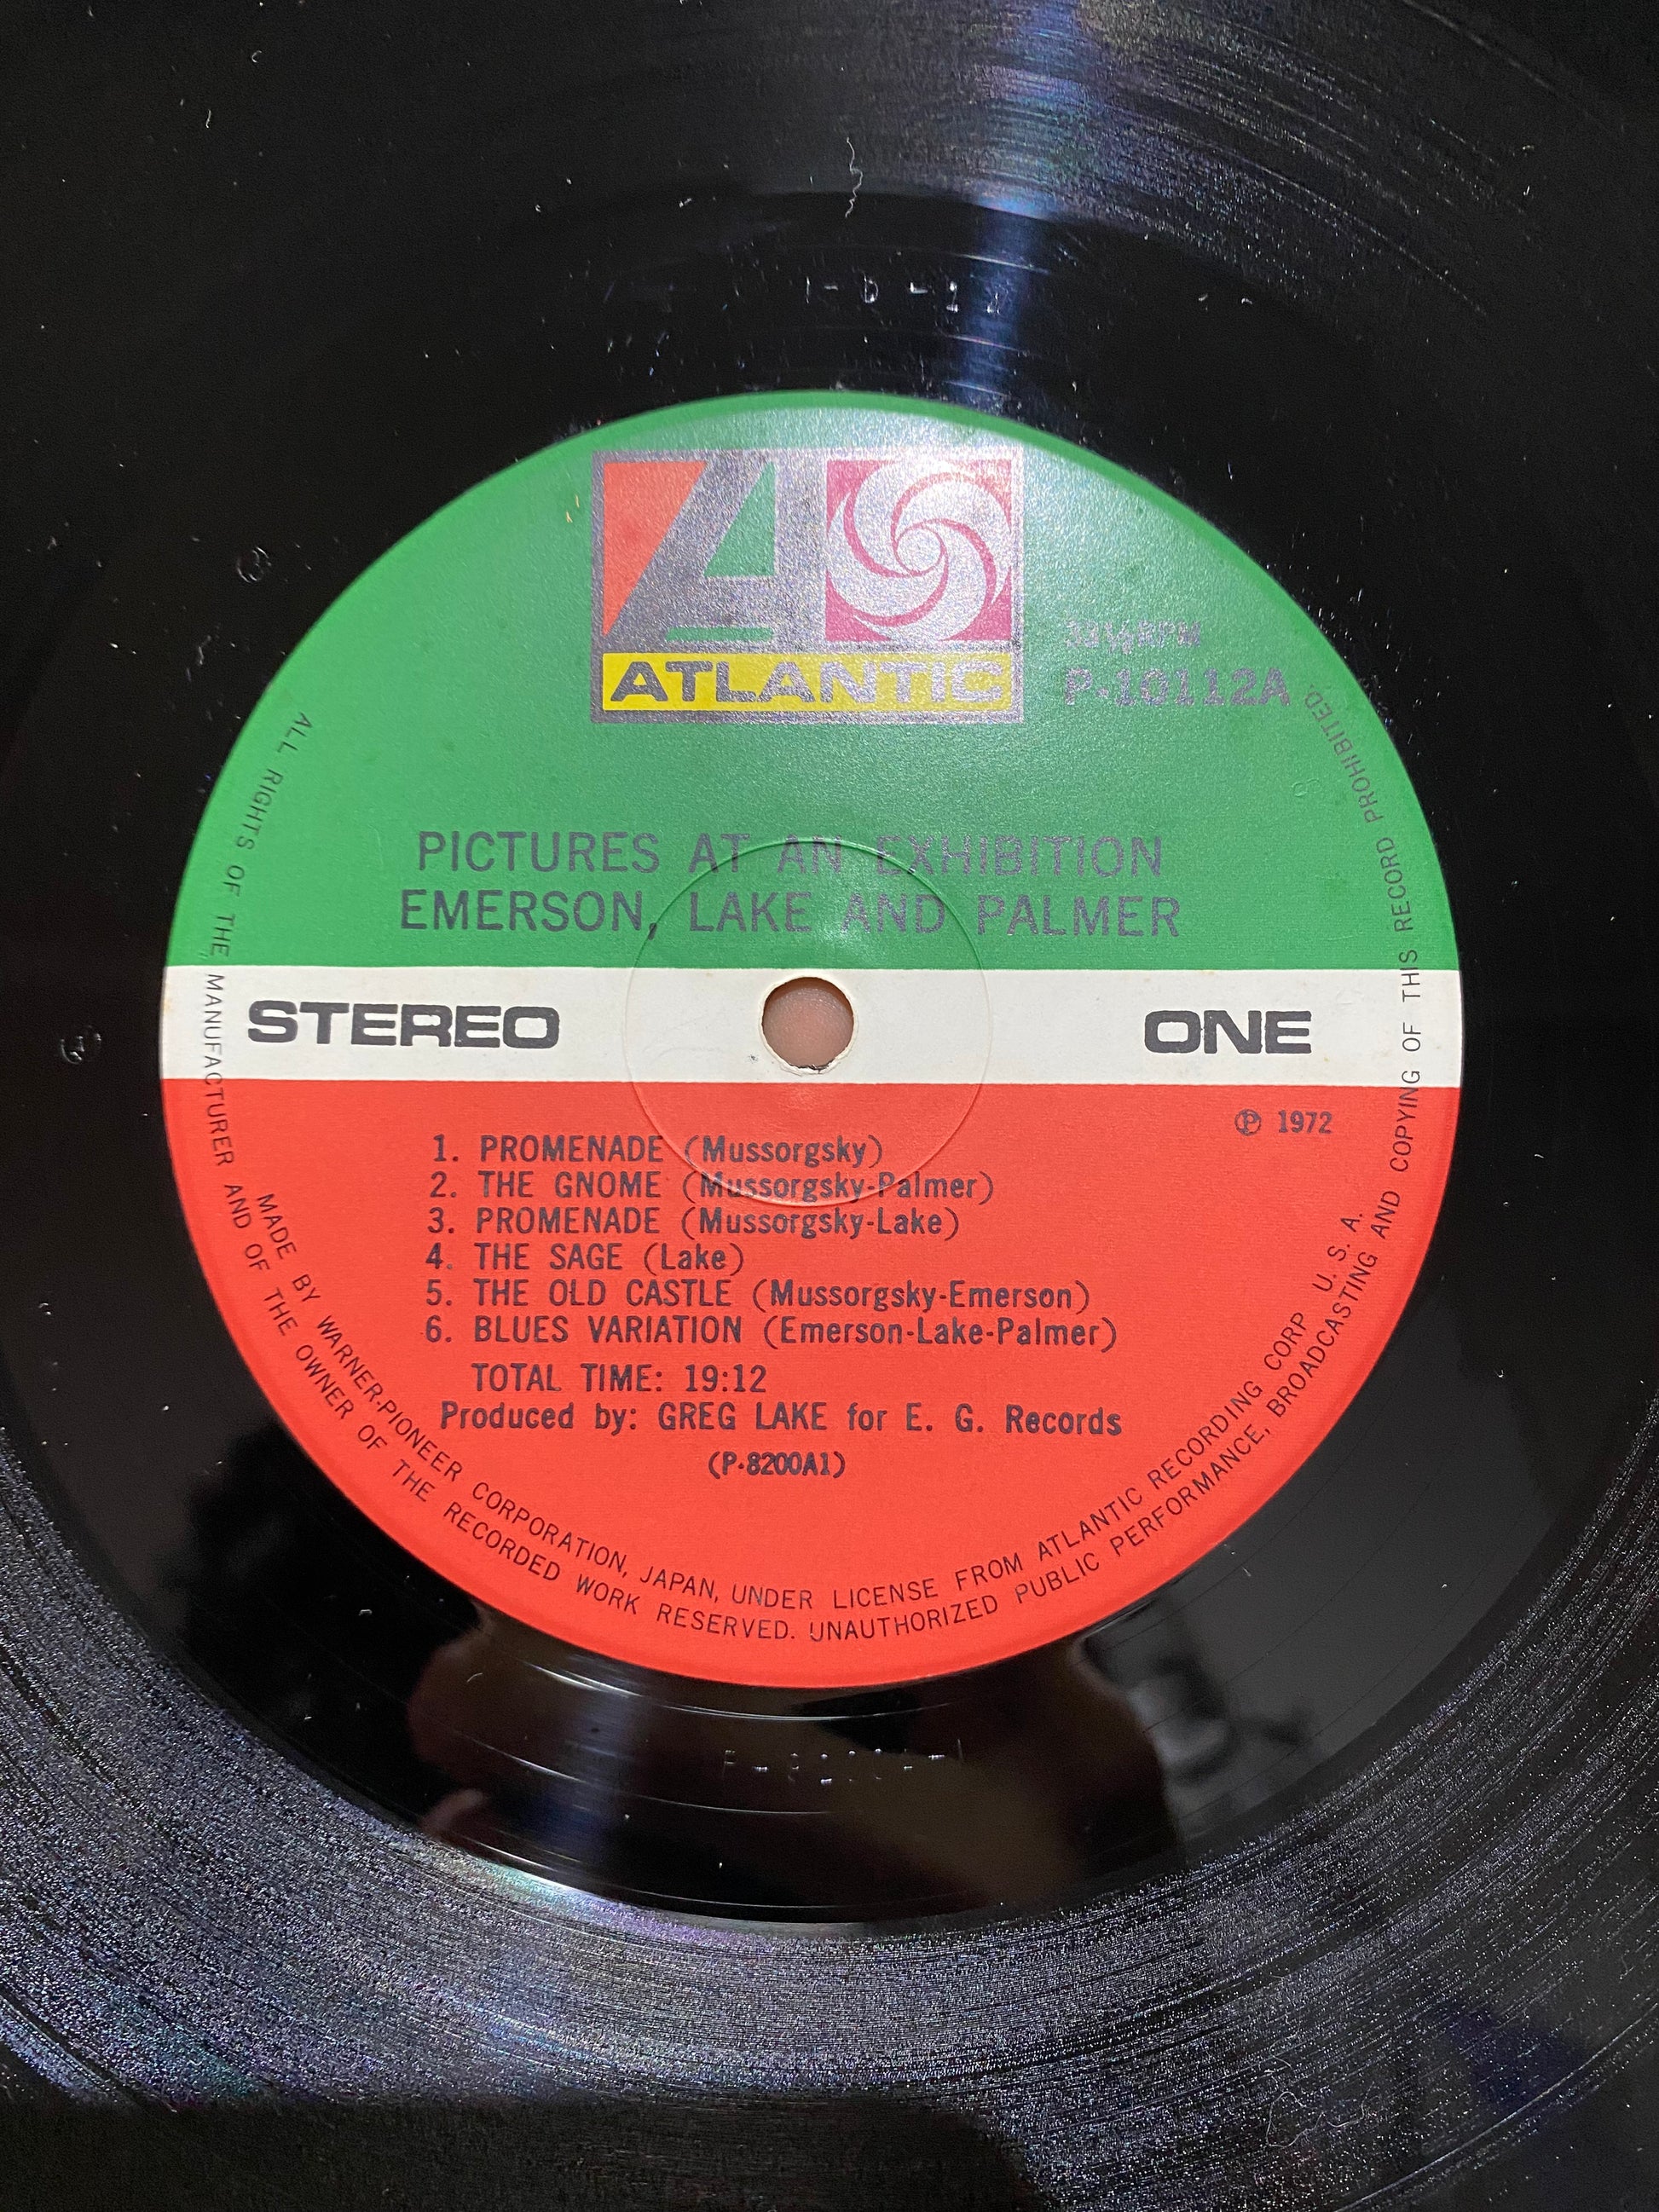 ATLANTIC
33⅓RPM
P-10112A
PICTURES AT AN EXHIBITION
EMERSON, LAKE AND PALMER
STEREO
ONE
Ⓟ 1972
1. PROMENADE (Mussorgsky)
2. THE GNOME (Mussorgsky-Palmer)
3. PROMENADE (Mussorgsky-Lake)
4. THE SAGE (Lake)
5. THE OLD CASTLE (Mussorgsky-Emerson)
6. BLUES VARIATION (Emerson-Lake-Palmer)
TOTAL TIME: 19:12
Produced by: GREG LAKE for E. G. Records
(P-8200A1)
MADE BY WARNER-PIONEER CORPORATION, JAPAN, UNDER LICENSE FROM ATLANTIC RECORDING CORP U. S. A.
ALL RIGHTS OF THE MANUFACTURER AND OF THE OWNER OF THE RECORDED WORK RESERVED. UNAUTHORIZED PUBLIC PERFORMANCE, BROADCASTING AND COPYING OF THIS RECORD PROHIBITED.